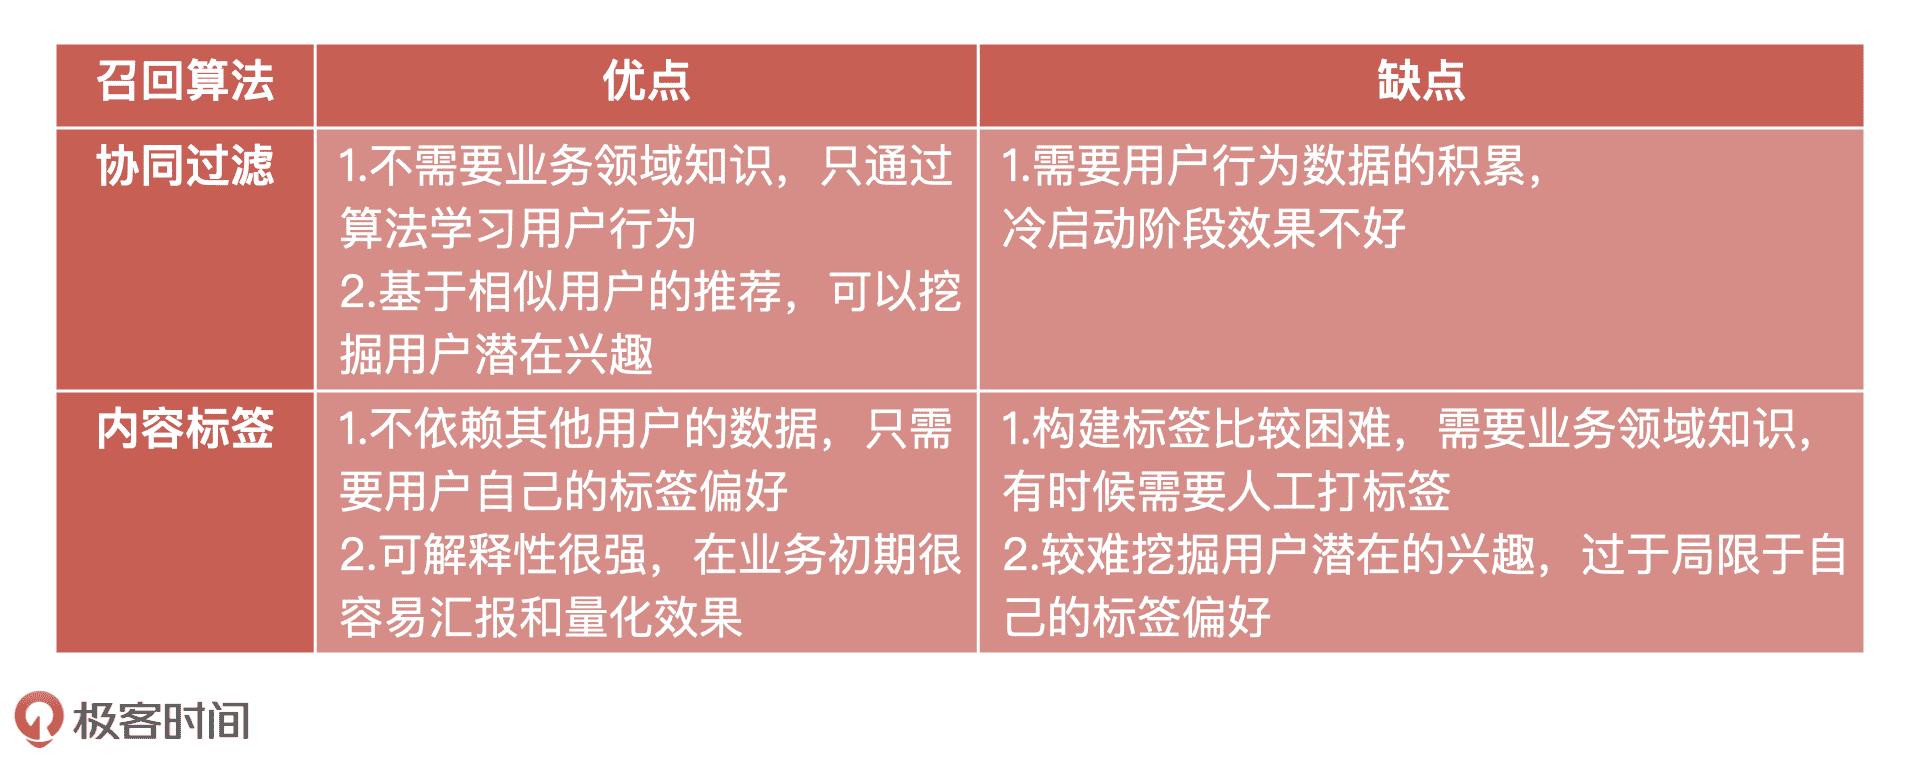 召回算法
优点
缺点
协同过滤
1.不需要业务领域知识，只通过
算法学习用户行为
2.基于相似用户的推荐，可以挖
掘用户潜在兴趣
1.需要用户行为数据的积累，
冷启动阶段效果不好
内容标签
1.不依赖其他用户的数据，只需
要用户自己的标签偏好
2.可解释性很强，在业务初期很
容易汇报和量化效果
1.构建标签比较困难，需要业务领域知识，
有时候需要人工打标签
2.较难挖掘用户潜在的兴趣，过于局限于自
己的标签偏好
极客时间